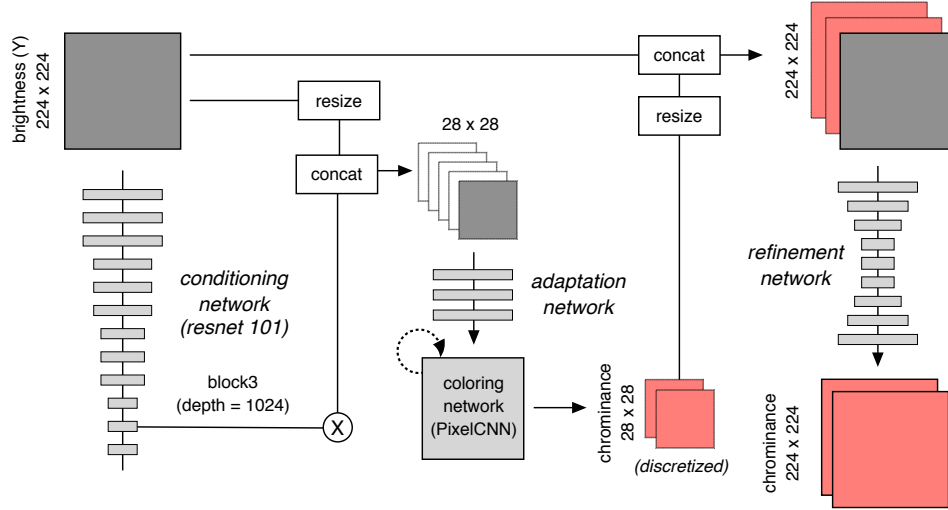 brightness (Y)
224 x 224
resize
concat
28 x 28
concat
resize
224 x 224
conditioning
network
(resnet 101)
block3
(depth = 1024)
X
adaptation
network
coloring
network
(PixelCNN)
chrominance
28 x 28
(discretized)
refinement
network
chrominance
224 x 224